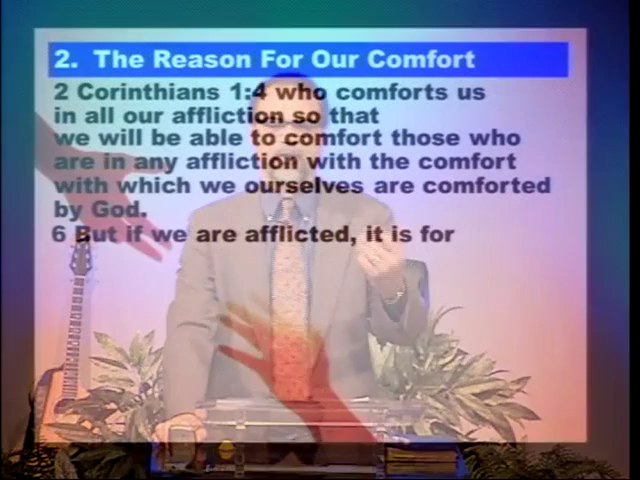 2. The Reason For Our Comfort
2 Corinthians 1:4 who comforts us
in all our affliction so that
we will be able to comfort those who
are in any affliction with the comfort
with which we ourselves are comforted
by God.
6 But if we are afflicted, it is for